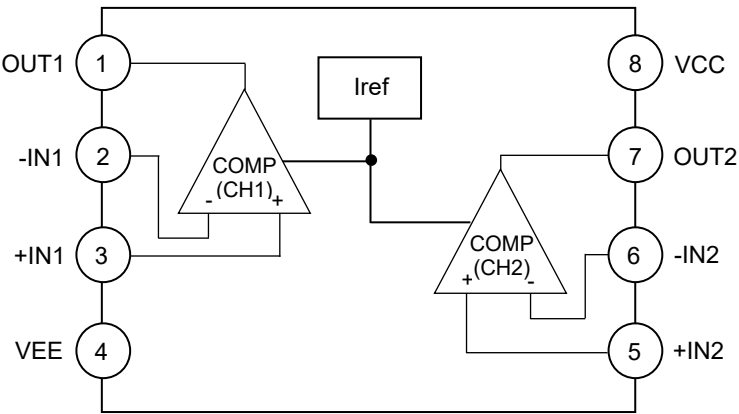 OUT1 1
-IN1 2
+IN1 3
VEE 4
Iref
COMP
(CH1)
- +
COMP
(CH2)
+ -
8 VCC
7 OUT2
6 -IN2
5 +IN2